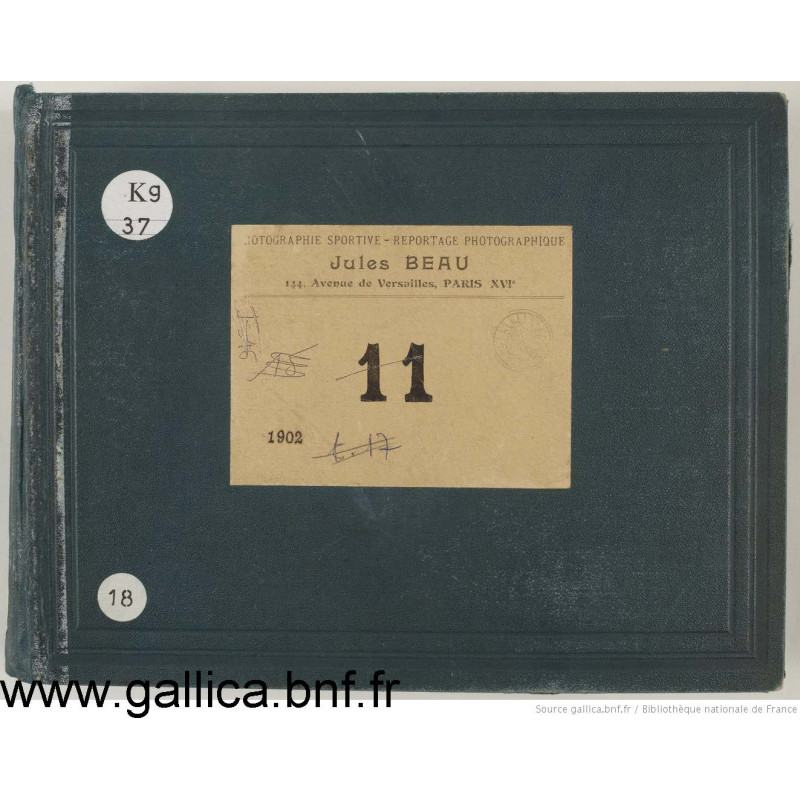 Kg
37
OTOGRAPHIE SPORTIVE - REPORTAGE PHOTOGRAPHIQUE
Jules BEAU
144, Avenue de Versailles, PARIS XVIe
11
1902
18
www.gallica.bnf.fr
Source gallica.bnf.fr / Bibliothèque nationale de France